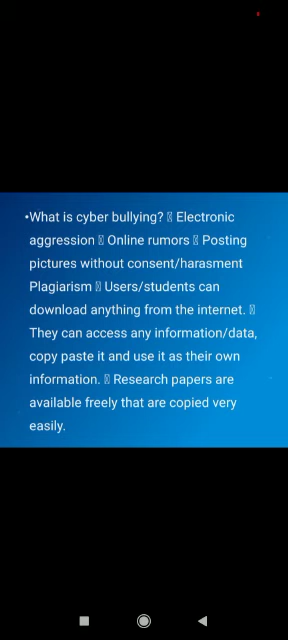 •What is cyber bullying? ▯ Electronic
aggression ▯ Online rumors ▯ Posting
pictures without consent/harasment
Plagiarism ▯ Users/students can
download anything from the internet. ▯
They can access any information/data,
copy paste it and use it as their own
information. ▯ Research papers are
available freely that are copied very
easily.